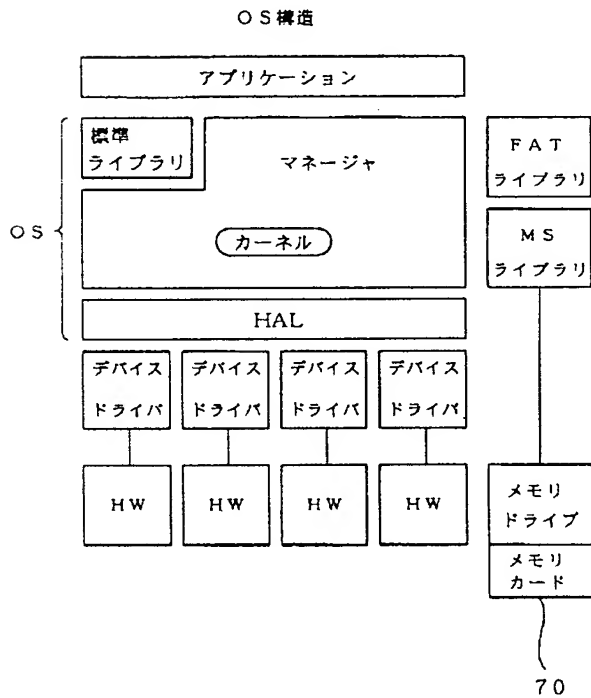 OS構造
アプリケーション
標準
ライブラリ
マネージャ
カーネル
OS
HAL
FAT
ライブラリ
MS
ライブラリ
デバイス
ドライバ
デバイス
ドライバ
デバイス
ドライバ
デバイス
ドライバ
HW
HW
HW
HW
メモリ
ドライブ
メモリ
カード
70